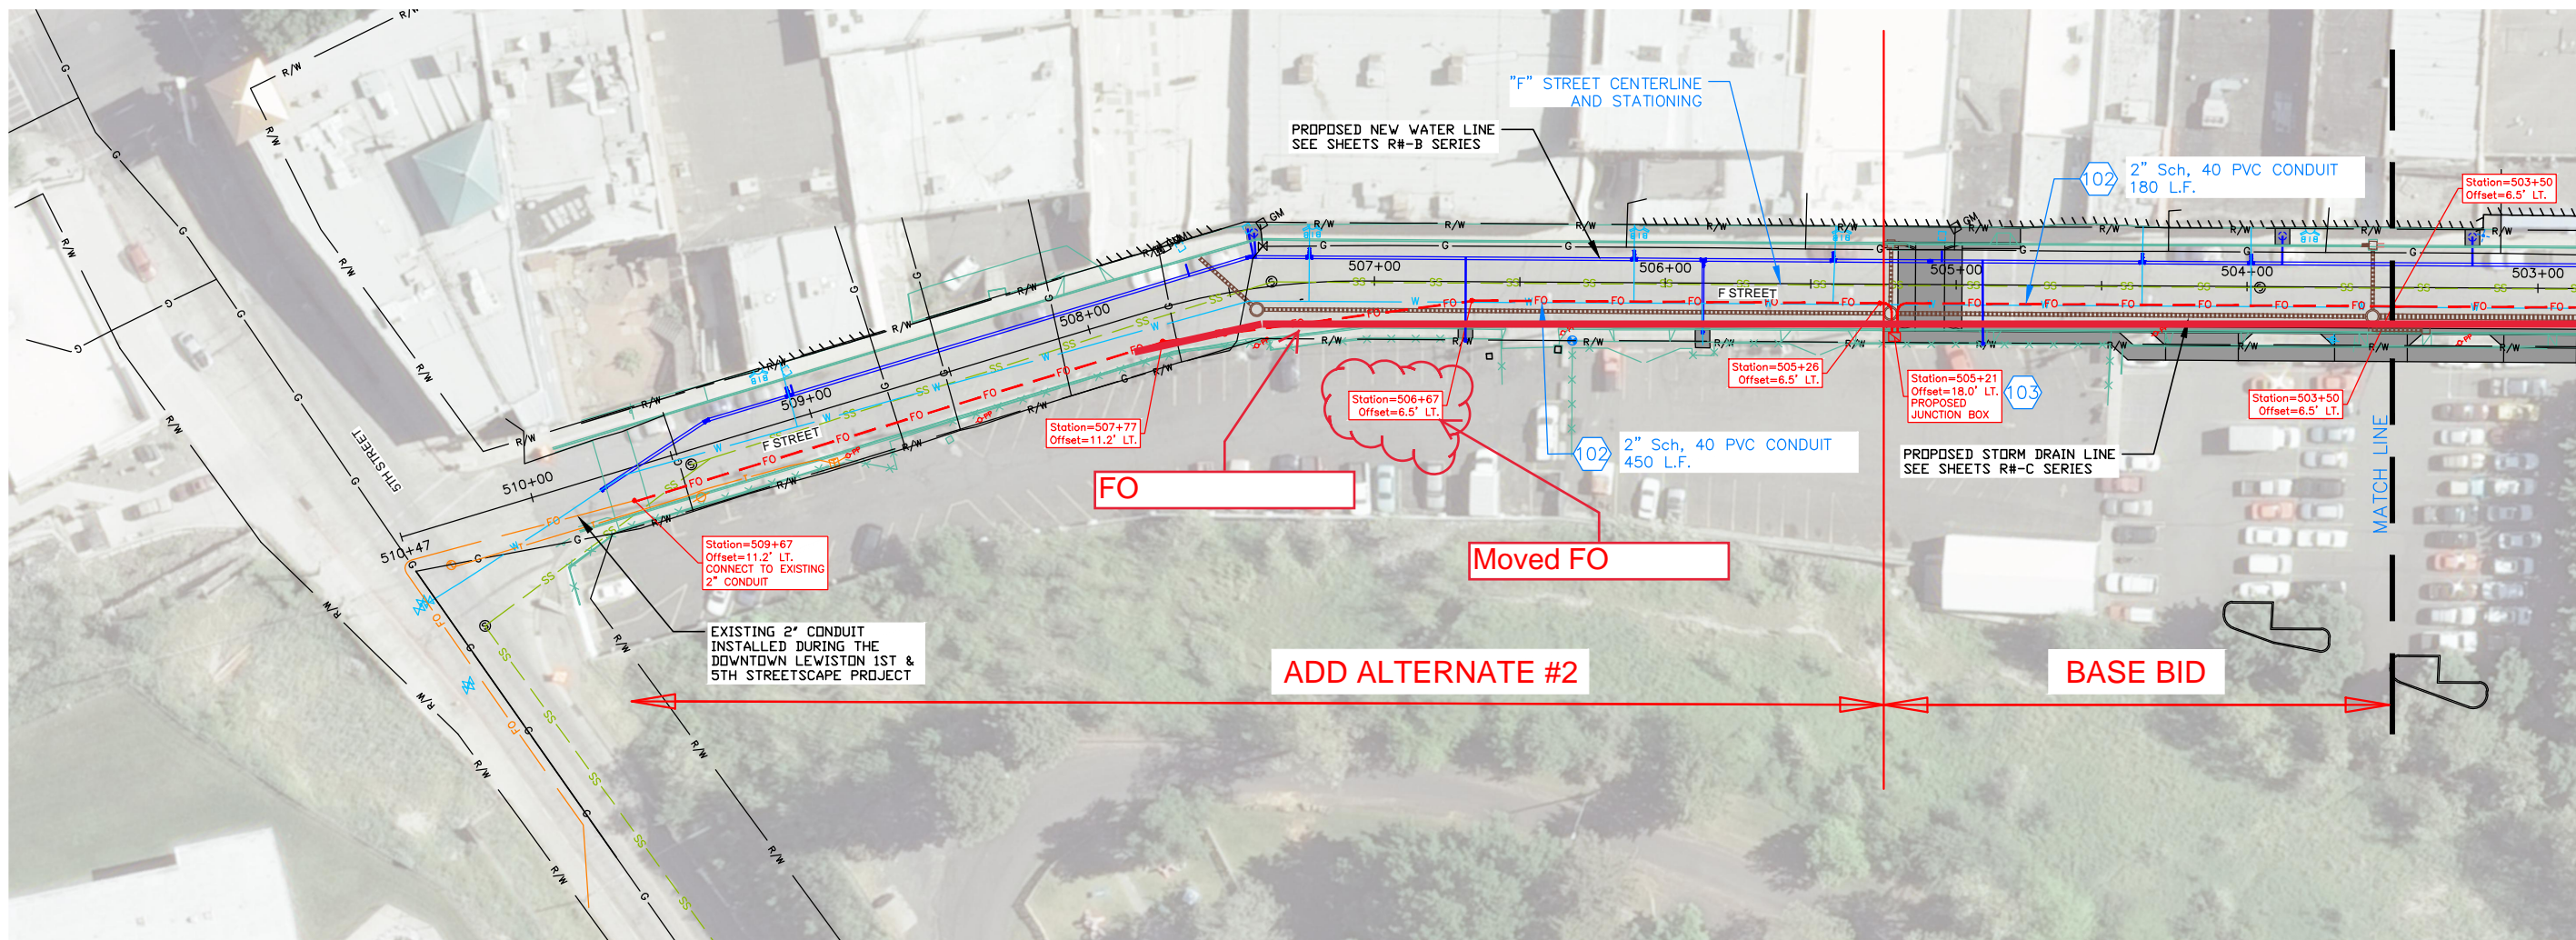 "F" STREET CENTERLINE
AND STATIONING
PROPOSED NEW WATER LINE
SEE SHEETS R#-B SERIES
102
2" Sch, 40 PVC CONDUIT
180 L.F.
Station=503+50
Offset=6.5' LT.
R/W
G
GM
507+00
506+00
505+00
504+00
503+00
F STREET
W
SS
FO
508+00
509+00
F STREET
510+00
510+47
5TH STREET
PP
Station=507+77
Offset=11.2' LT.
Station=506+67
Offset=6.5' LT.
Station=505+26
Offset=6.5' LT.
Station=505+21
Offset=18.0' LT.
PROPOSED
JUNCTION BOX
103
Station=503+50
Offset=6.5' LT.
102
2" Sch, 40 PVC CONDUIT
450 L.F.
PROPOSED STORM DRAIN LINE
SEE SHEETS R#-C SERIES
MATCH LINE
FO
Moved FO
Station=509+67
Offset=11.2' LT.
CONNECT TO EXISTING
2" CONDUIT
EXISTING 2" CONDUIT
INSTALLED DURING THE
DOWNTOWN LEWISTON 1ST &
5TH STREETSCAPE PROJECT
ADD ALTERNATE #2
BASE BID